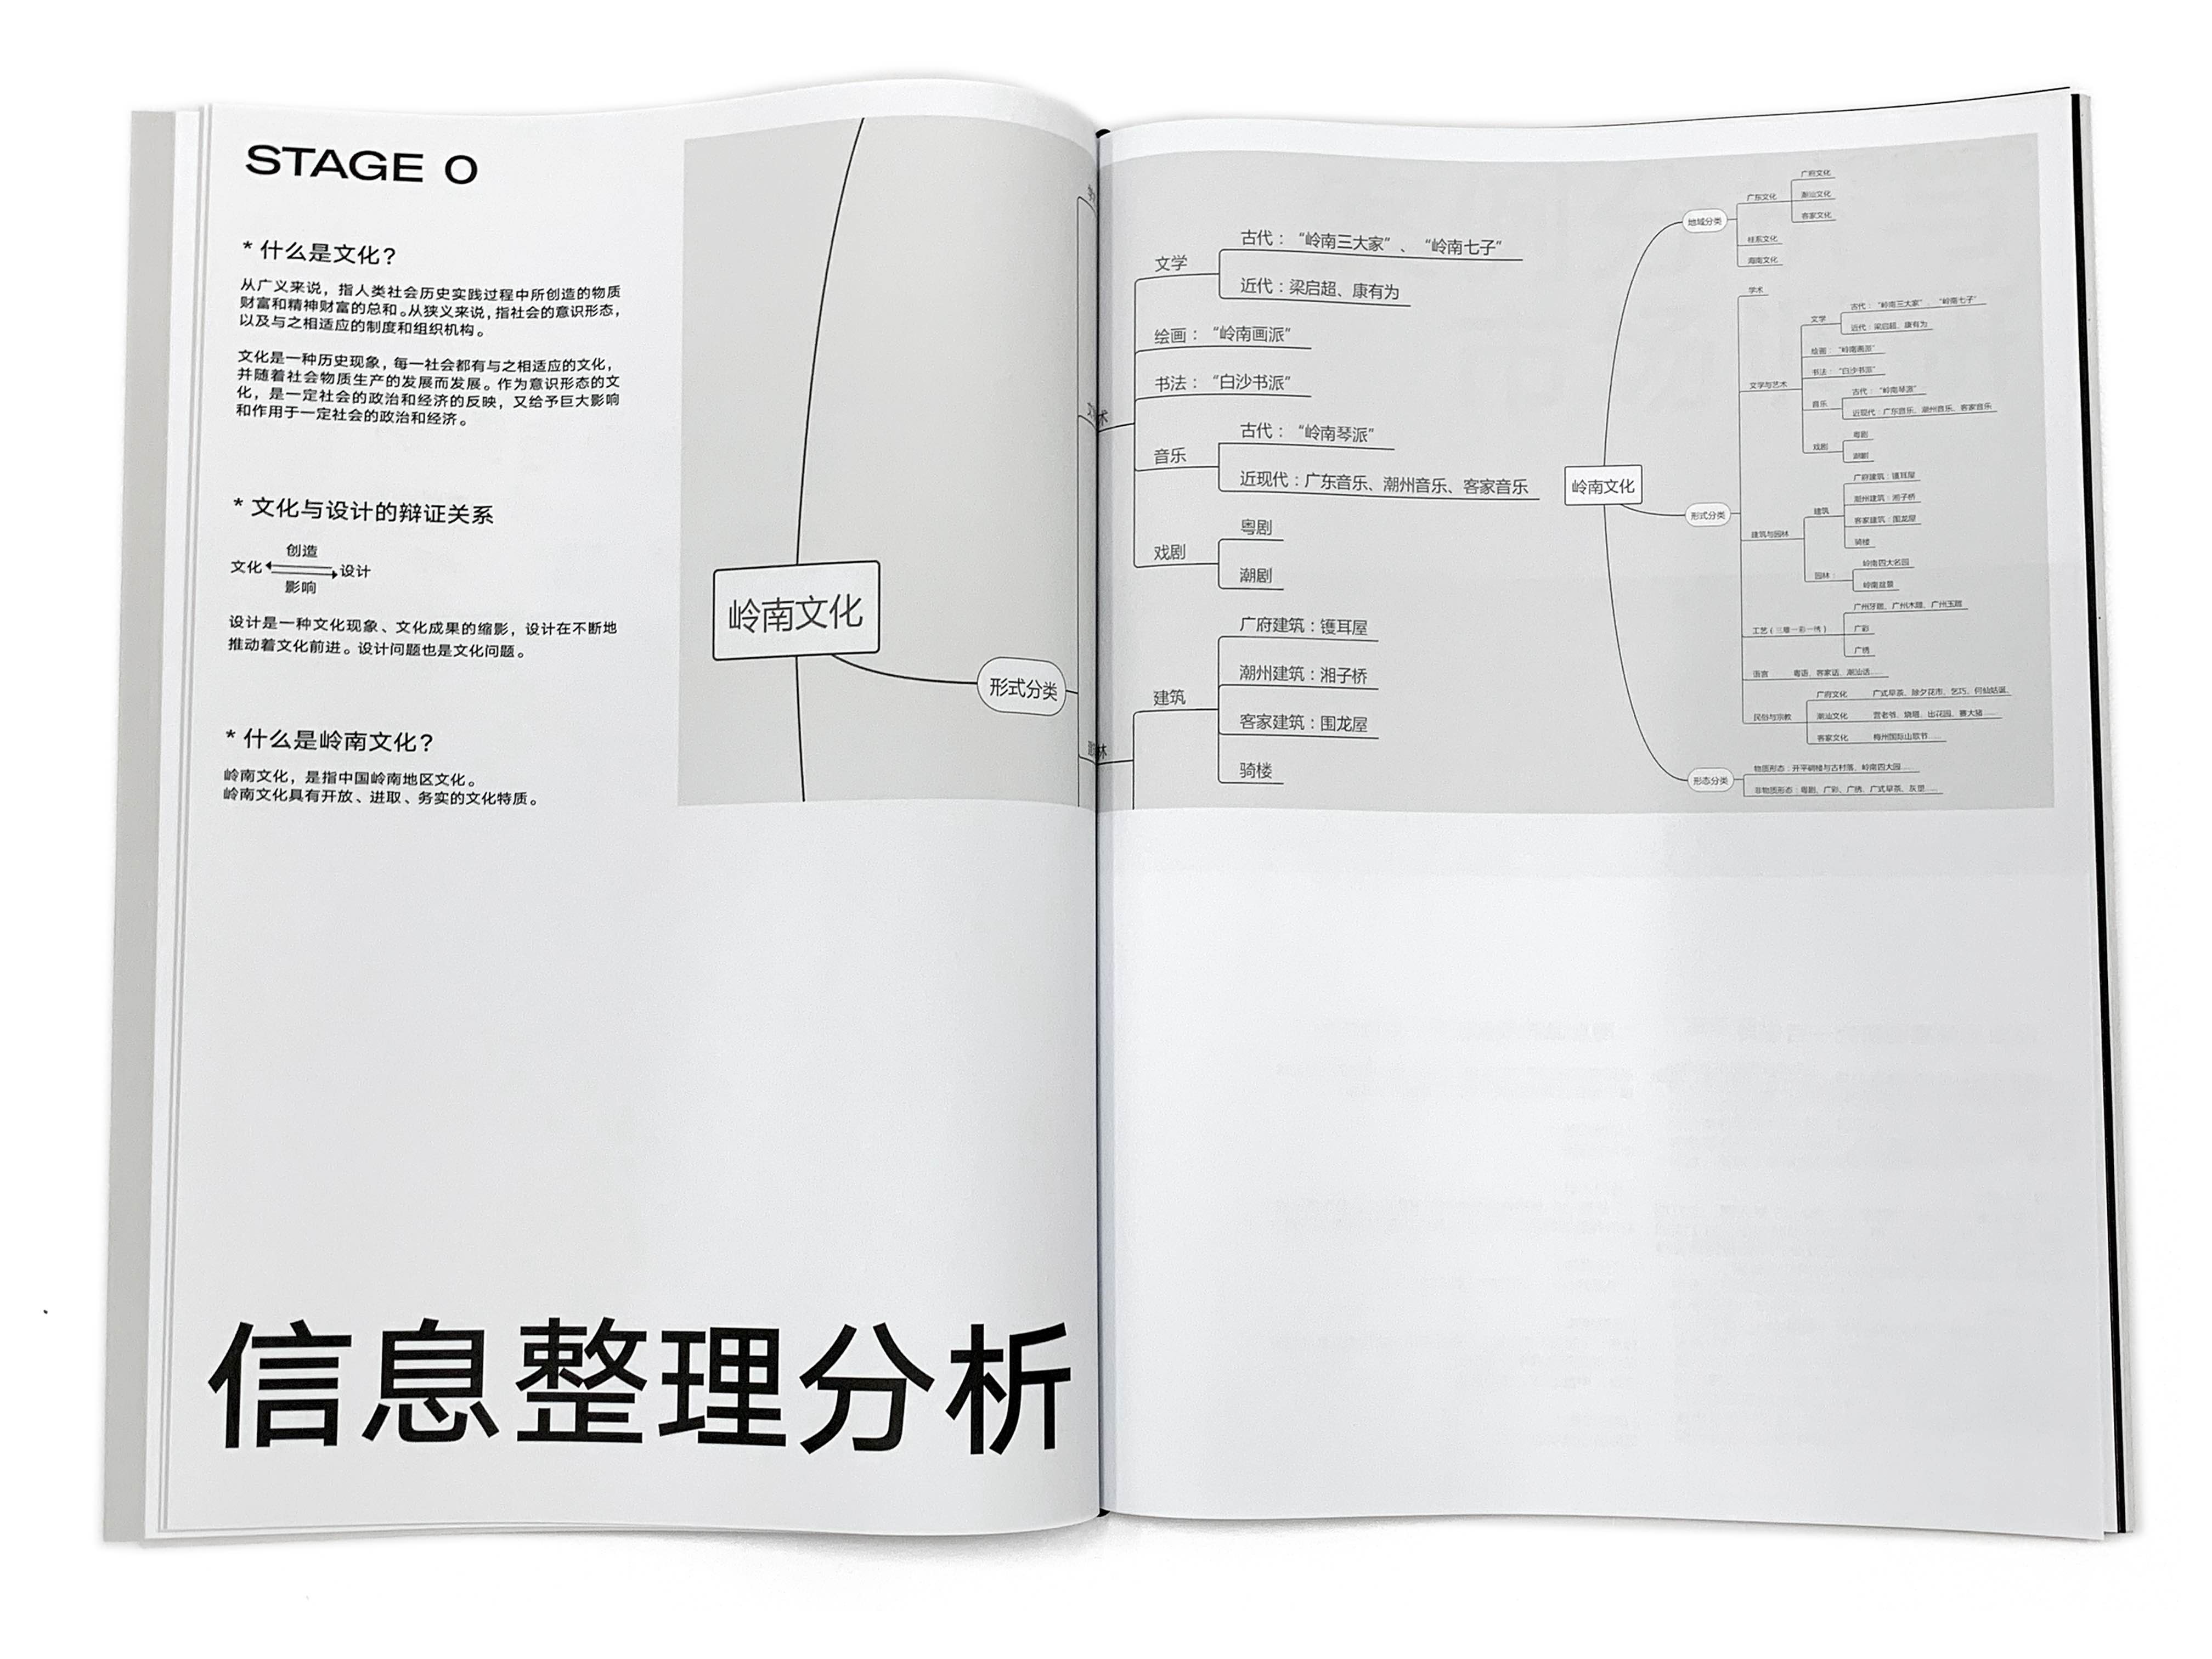 STAGE 0
* 什么是文化？
从广义来说，指人类社会历史实践过程中所创造的物质
财富和精神财富的总和。从狭义来说，指社会的意识形态，
以及与之相适应的制度和组织机构。
文化是一种历史现象，每一社会都有与之相适应的文化，
并随着社会物质生产的发展而发展。作为意识形态的文
化，是一定社会的政治和经济的反映，又给予巨大影响
和作用于一定社会的政治和经济。
* 文化与设计的辩证关系
创造
文化 设计
影响
设计是一种文化现象、文化成果的缩影，设计在不断地
推动着文化前进。设计问题也是文化问题。
* 什么是岭南文化？
岭南文化，是指中国岭南地区文化。
岭南文化具有开放、进取、务实的文化特质。
信息整理分析
岭南文化
形式分类
术
林
文学
古代：“岭南三大家”、“岭南七子”
近代：梁启超、康有为
绘画：“岭南画派”
书法：“白沙书派”
音乐
古代：“岭南琴派”
近现代：广东音乐、潮州音乐、客家音乐
戏剧
粤剧
潮剧
建筑
广府建筑：镬耳屋
潮州建筑：湘子桥
客家建筑：围龙屋
骑楼
岭南文化
地域分类
广东文化
广府文化
潮汕文化
客家文化
桂系文化
海南文化
形式分类
学术
文学与艺术
文学
古代：“岭南三大家”、“岭南七子”
近代：梁启超、康有为
绘画：“岭南画派”
书法：“白沙书派”
音乐
古代：“岭南琴派”
近现代：广东音乐、潮州音乐、客家音乐
戏剧
粤剧
潮剧
建筑与园林
建筑
广府建筑：镬耳屋
潮州建筑：湘子桥
客家建筑：围龙屋
骑楼
园林：
岭南四大名园
岭南盆景
工艺（三雕一彩一绣）
广州牙雕、广州木雕、广州玉雕
广彩
广绣
语言 粤语、客家话、潮汕话……
民俗与宗教
广府文化 广式早茶、除夕花市、乞巧、何仙姑诞、
潮汕文化 营老爷、烧塔、出花园、赛大猪……
客家文化 梅州国际山歌节……
形态分类
物质形态：开平碉楼与古村落、岭南四大园……
非物质形态：粤剧、广彩、广绣、广式早茶、灰塑……